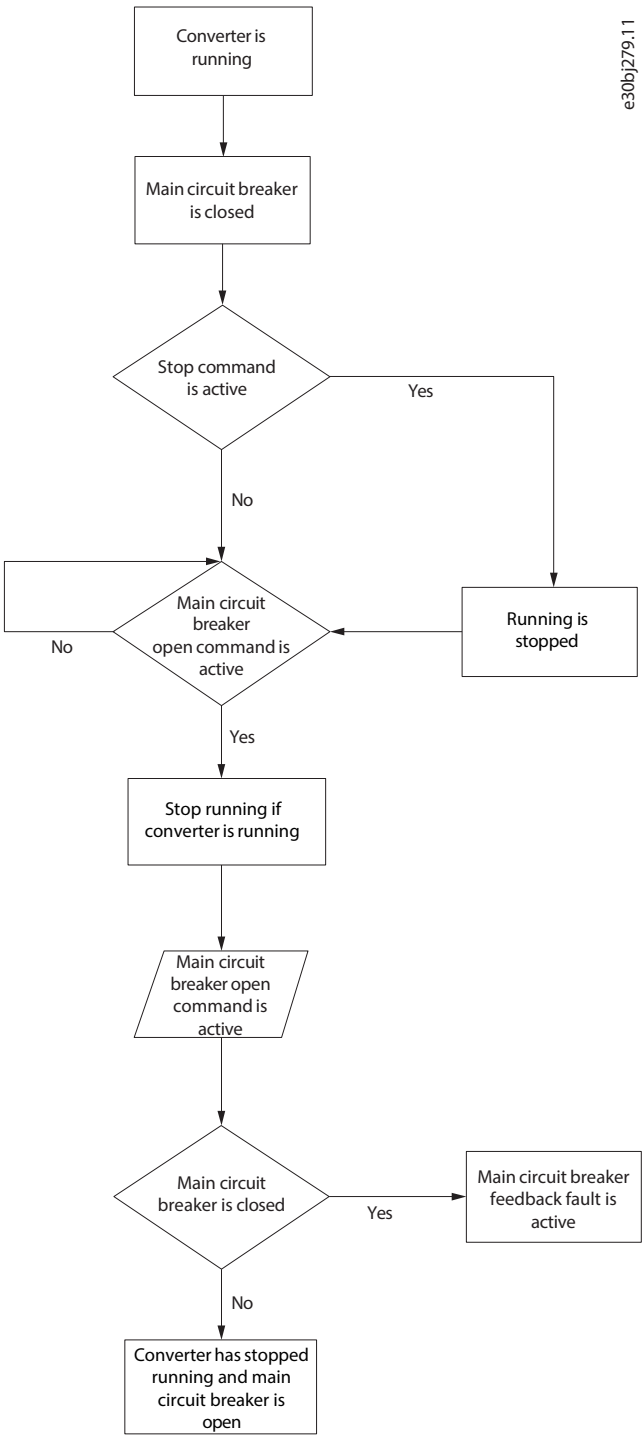 Converter is
running
e30bj279.11
Main circuit breaker
is closed
Stop command
is active
Yes
No
Main circuit
breaker
open command is
active
No
Running is
stopped
Yes
Stop running if
converter is running
Main circuit
breaker open
command is
active
Main circuit
breaker is closed
Yes
Main circuit breaker
feedback fault is
active
No
Converter has stopped
running and main
circuit breaker is
open